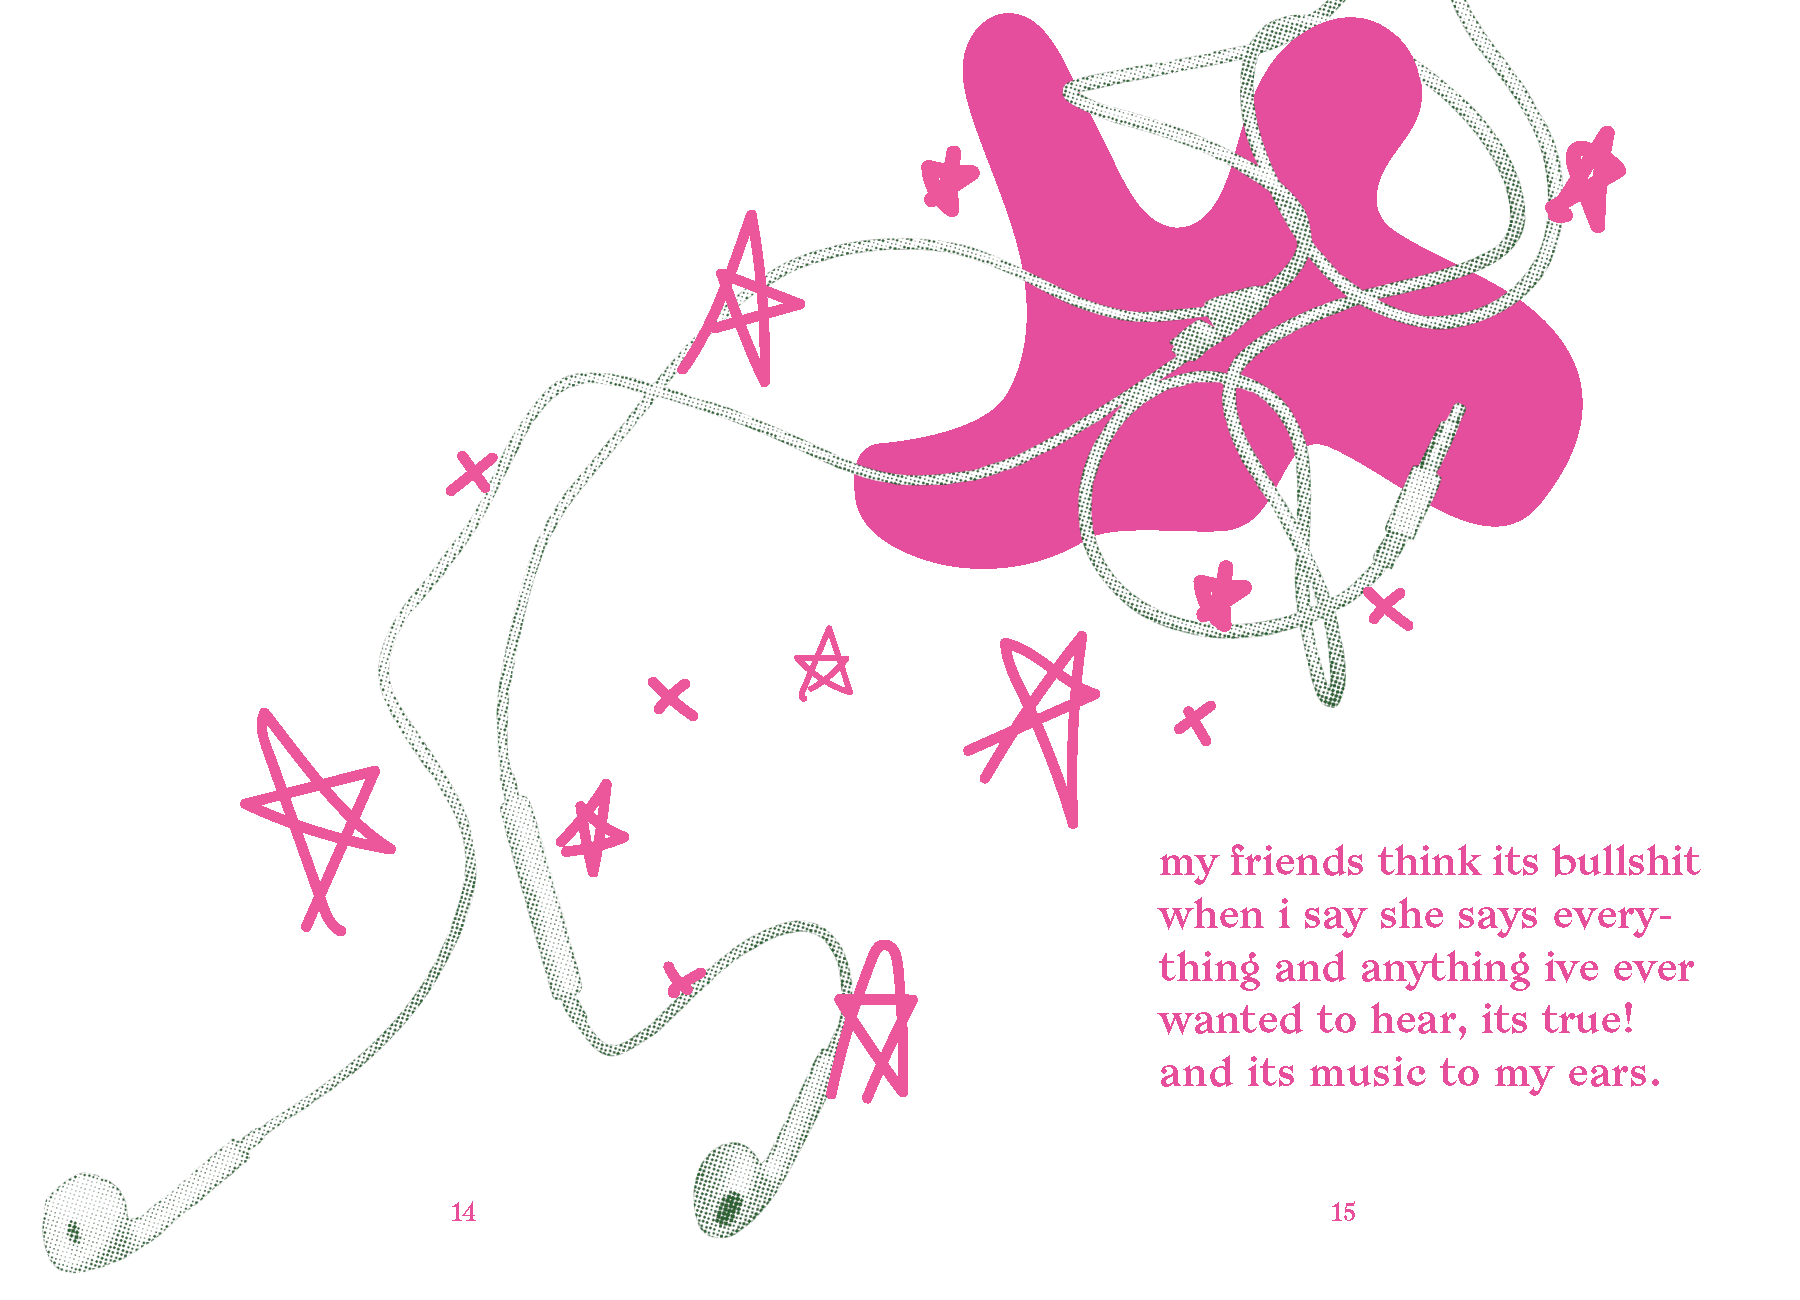 my friends think its bullshit
when i say she says every-
thing and anything ive ever
wanted to hear, its true!
and its music to my ears.
14
15